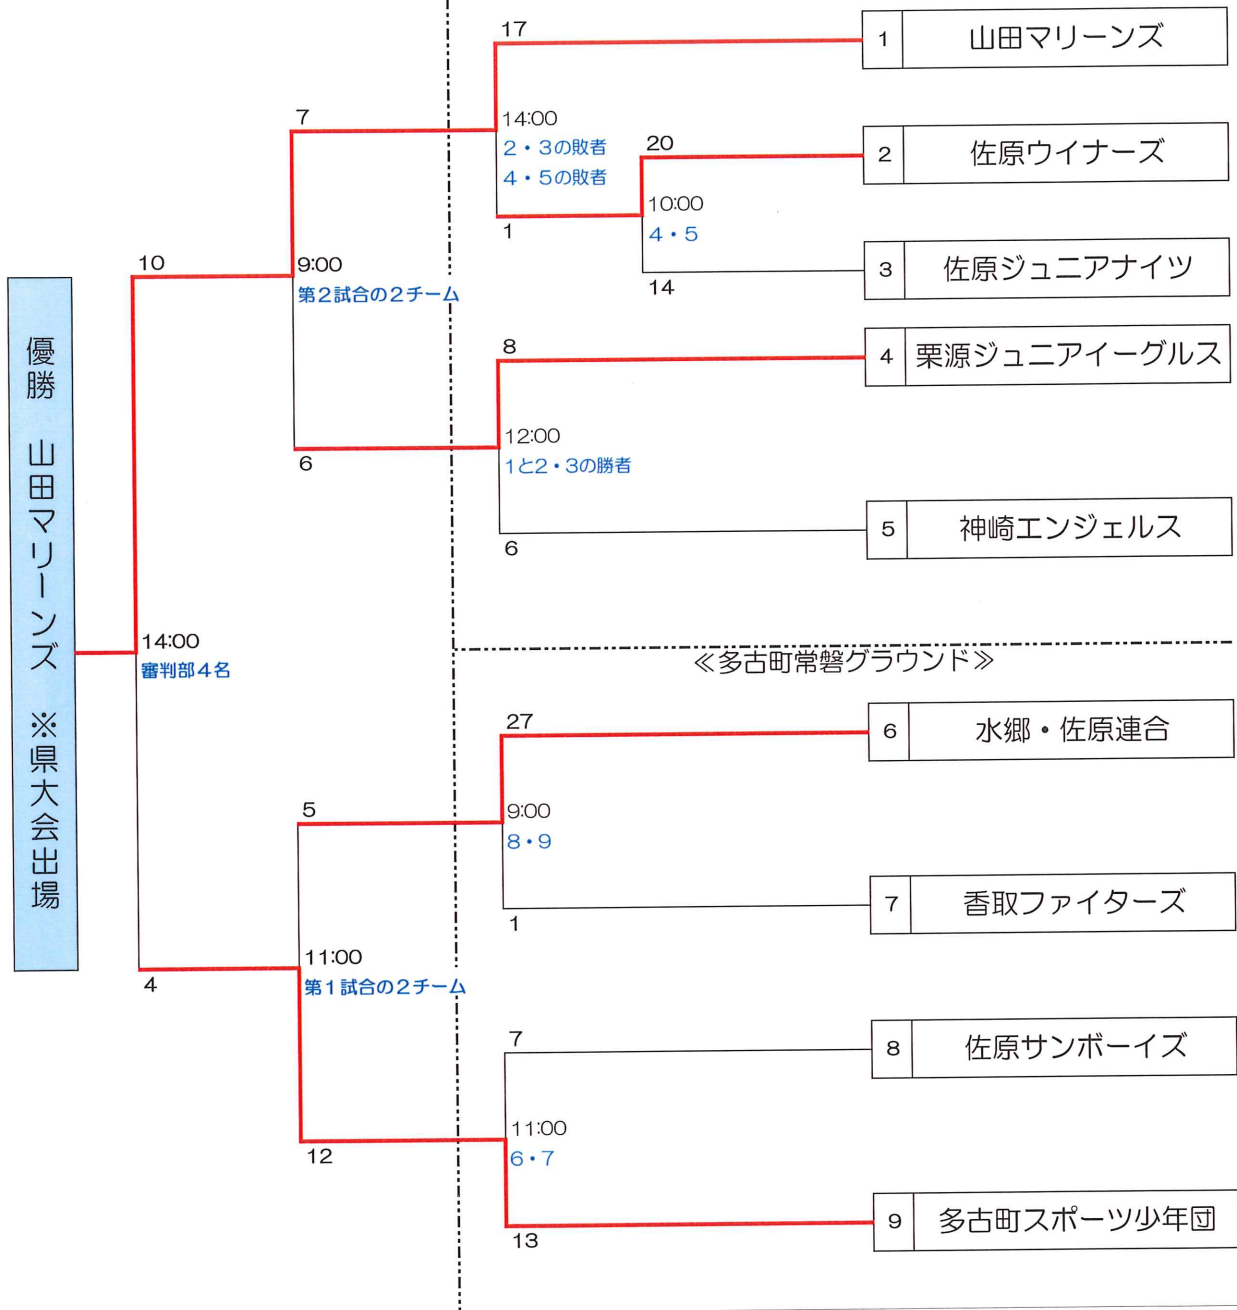 17
1 山田マリーンズ
7
14:00
2・3の敗者
4・5の敗者
20
2 佐原ウイナーズ
10:00
4・5
1
10
9:00
第2試合の2チーム
3 佐原ジュニアナイツ
14
8
4 栗源ジュニアイーグルス
12:00
1と2・3の勝者
6
5 神崎エンジェルス
6
優勝 山田マリーンズ ※県大会出場
14:00
審判部4名
≪多古町常磐グラウンド≫
27
6 水郷・佐原連合
5
9:00
8・9
7 香取ファイターズ
1
11:00
第1試合の2チーム
4
7
8 佐原サンボーイズ
11:00
6・7
12
9 多古町スポーツ少年団
13